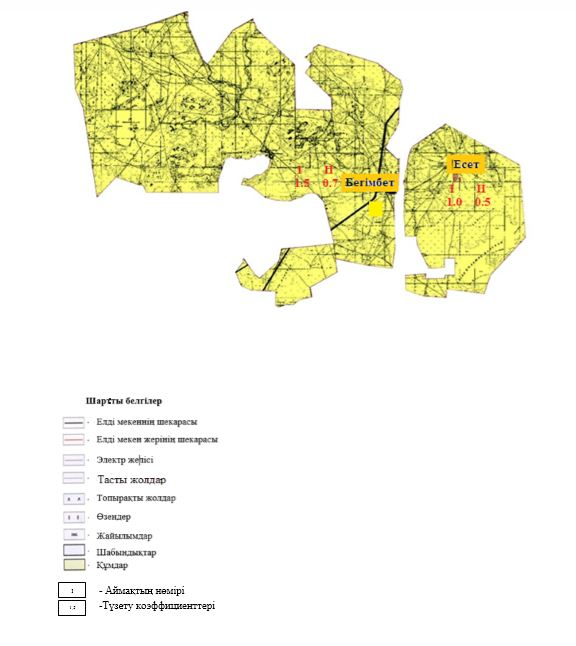 Есет
I II
1.0 0.5
I II
1.5 0.7
Бегімбет
Шартты белгілер
- Елді мекеннің шекарасы
- Елді мекен жерінің шекарасы
- Электр желісі
- Тасты жолдар
- Топырақты жолдар
- Өзендер
- Жайылымдар
- Шабындықтар
- Құмдар
- Аймақтың нөмірі
-Түзету коэффициенттері